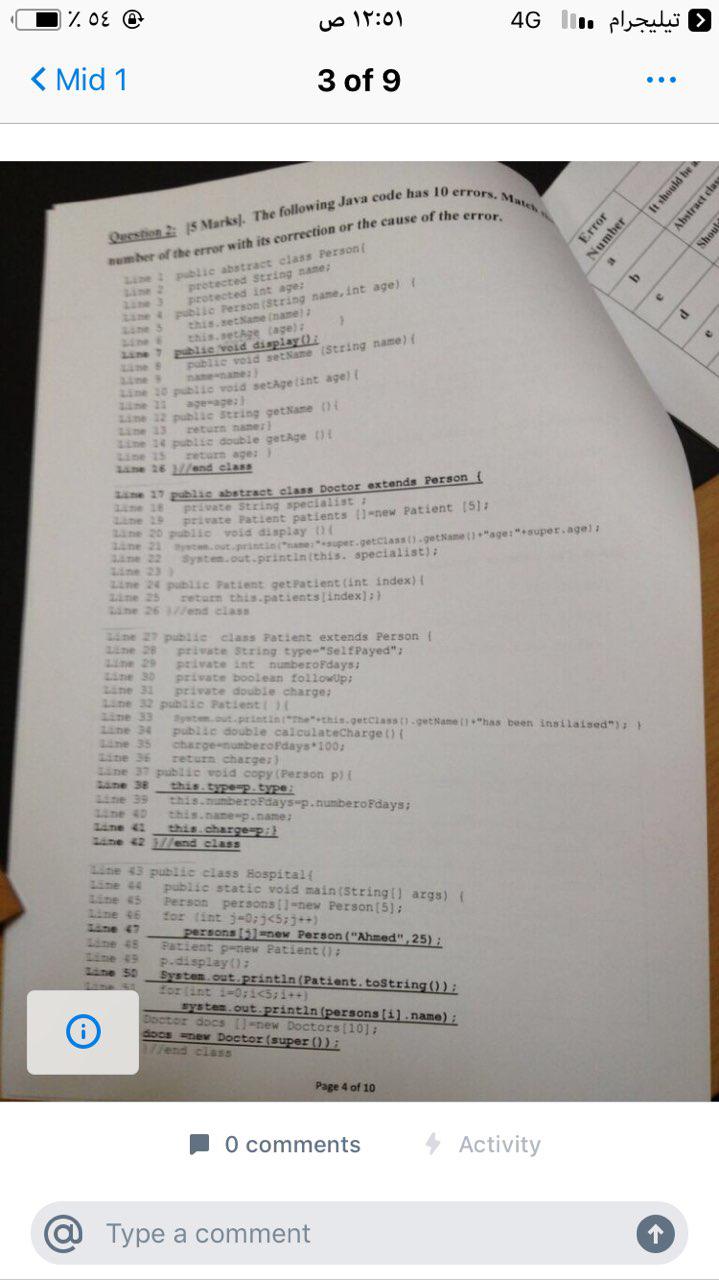 ٪ ٥٤
١٢:٥١ ص
4G
تيليجرام
Mid 1
3 of 9
...
Question 2: [5 Marks]. The following Java code has 10 errors. Match
number of the error with its correction or the cause of the error.
Line 1 public abstract class Person{
Line 2 protected String name;
Line 3 protected int age;
Line 4 public Person(String name,int age) {
Line 5 this.setName(name);
Line 6 this.setAge (age); }
Line 7 public void display();
Line 8 public void setName (String name){
Line 9 name=name;}
Line 10 public void setAge(int age){
Line 11 age=age;}
Line 12 public String getName (){
Line 13 return name;}
Line 14 public double getAge (){
Line 15 return age; }
Line 16 }//end class
Line 17 public abstract class Doctor extends Person {
Line 18 private String specialist ;
Line 19 private Patient patients []=new Patient [5];
Line 20 public void display (){
Line 21 System.out.println("name:"+super.getClass().getName()+"age:"+super.age);
Line 22 System.out.println(this. specialist);
Line 23 }
Line 24 public Patient getPatient(int index){
Line 25 return this.patients[index];}
Line 26 }//end class
Line 27 public class Patient extends Person {
Line 28 private String type="SelfPayed";
Line 29 private int numberoFdays;
Line 30 private boolean followUp;
Line 31 private double charge;
Line 32 public Patient( ){
Line 33 System.out.println("The"+this.getClass().getName()+"has been insilaised"); }
Line 34 public double calculateCharge(){
Line 35 charge=numberoFdays*100;
Line 36 return charge;}
Line 37 public void copy(Person p){
Line 38 this.type=p.type;
Line 39 this.numberoFdays=p.numberoFdays;
Line 40 this.name=p.name;
Line 41 this.charge=p;}
Line 42 }//end class
Line 43 public class Hospital{
Line 44 public static void main(String[] args) {
Line 45 Person persons[]=new Person[5];
Line 46 for (int j=0;j<5;j++)
Line 47 persons[j]=new Person("Ahmed",25);
Line 48 Patient p=new Patient();
Line 49 p.display();
Line 50 System.out.println(Patient.toString());
Line 51 for(int i=0;i<5;i++)
system.out.println(persons[i].name);
Doctor docs []=new Doctors[10];
docs =new Doctor(super());
}//end class
Page 4 of 10
Error
Number
It should be a
a
Abstract clas
b
Shoul
c
d
e
0 comments
Activity
@ Type a comment